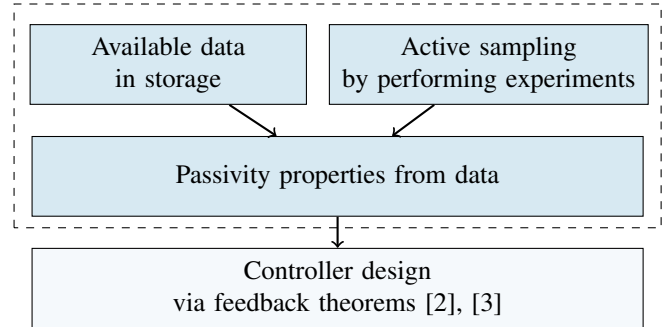 Available data
in storage
Active sampling
by performing experiments
Passivity properties from data
Controller design
via feedback theorems [2], [3]